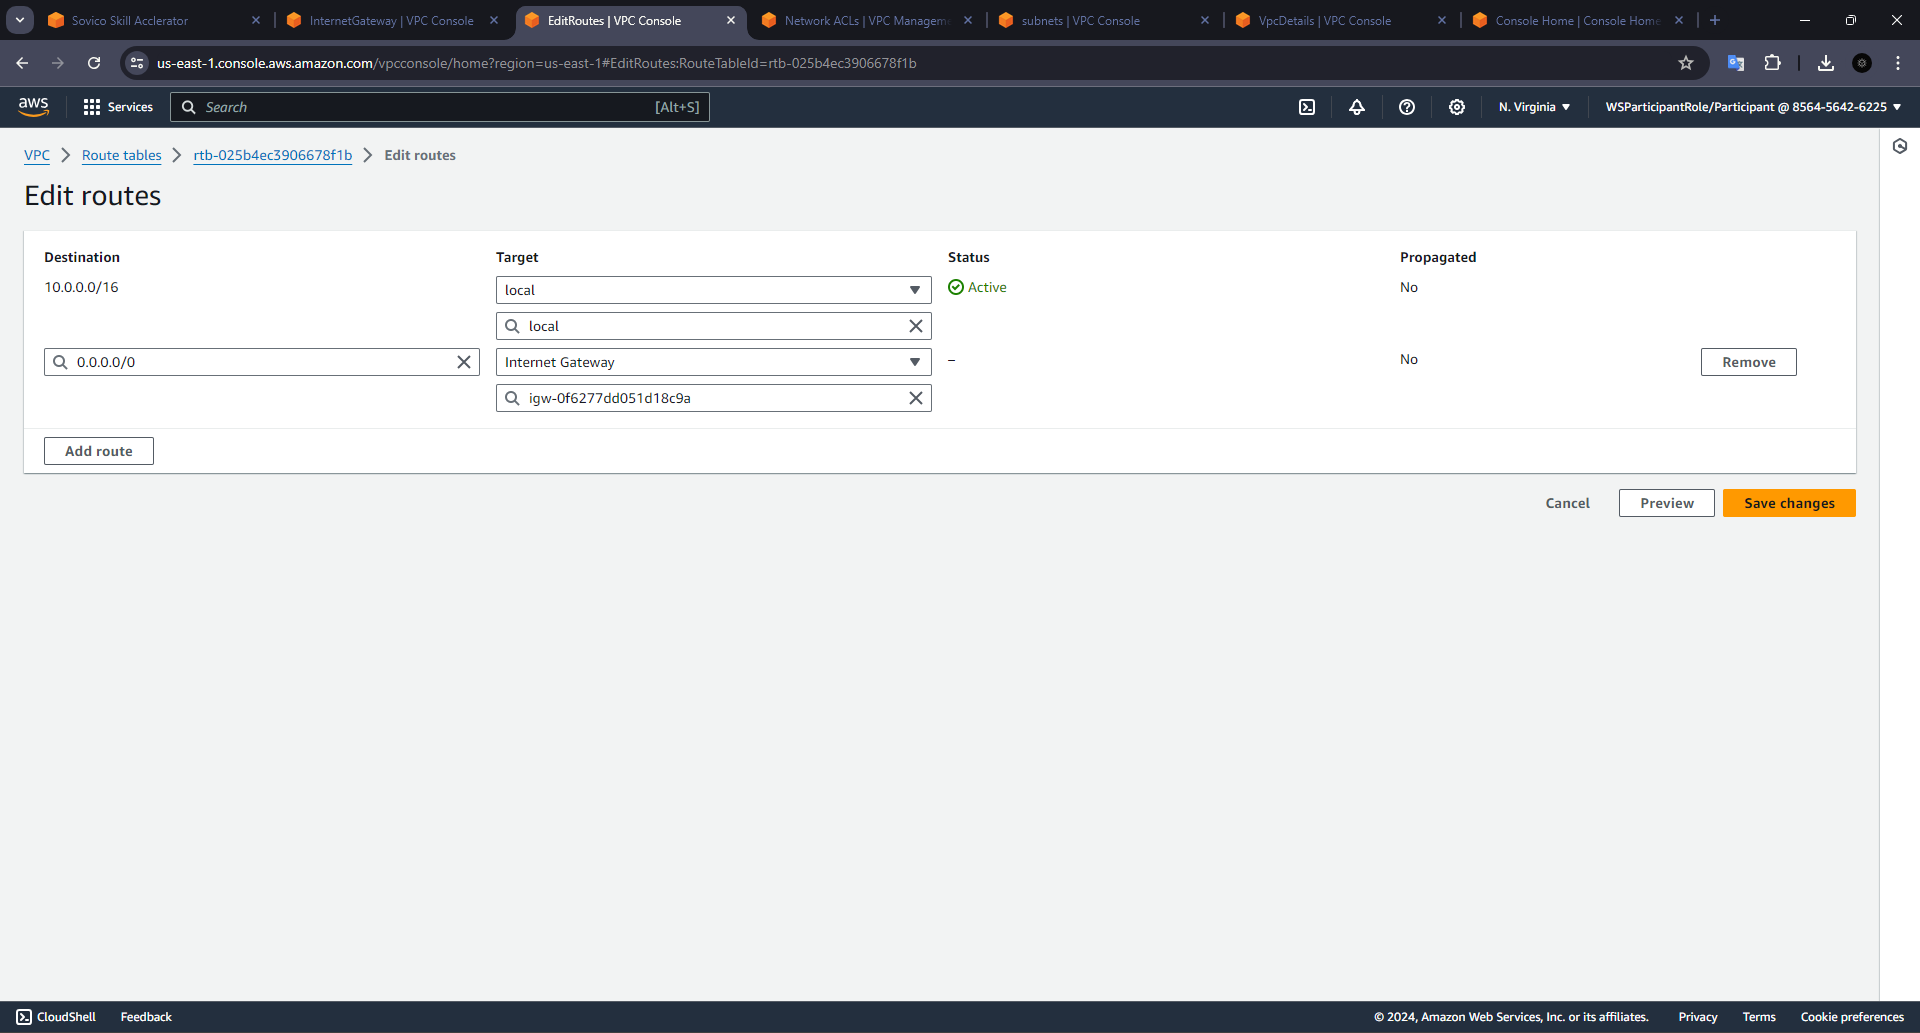 Sovico Skill Acclerator
InternetGateway | VPC Console
EditRoutes | VPC Console
Network ACLs | VPC Managem
subnets | VPC Console
VpcDetails | VPC Console
Console Home | Console Home
us-east-1.console.aws.amazon.com/vpcconsole/home?region=us-east-1#EditRoutes:RouteTableId=rtb-025b4ec3906678f1b
aws
Services
Search
[Alt+S]
N. Virginia
WSParticipantRole/Participant @ 8564-5642-6225
VPC
Route tables
rtb-025b4ec3906678f1b
Edit routes
Edit routes
Destination
Target
Status
Propagated
10.0.0.0/16
local
Active
No
local
0.0.0.0/0
Internet Gateway
–
No
Remove
igw-0f6277dd051d18c9a
Add route
Cancel
Preview
Save changes
CloudShell
Feedback
© 2024, Amazon Web Services, Inc. or its affiliates.
Privacy
Terms
Cookie preferences